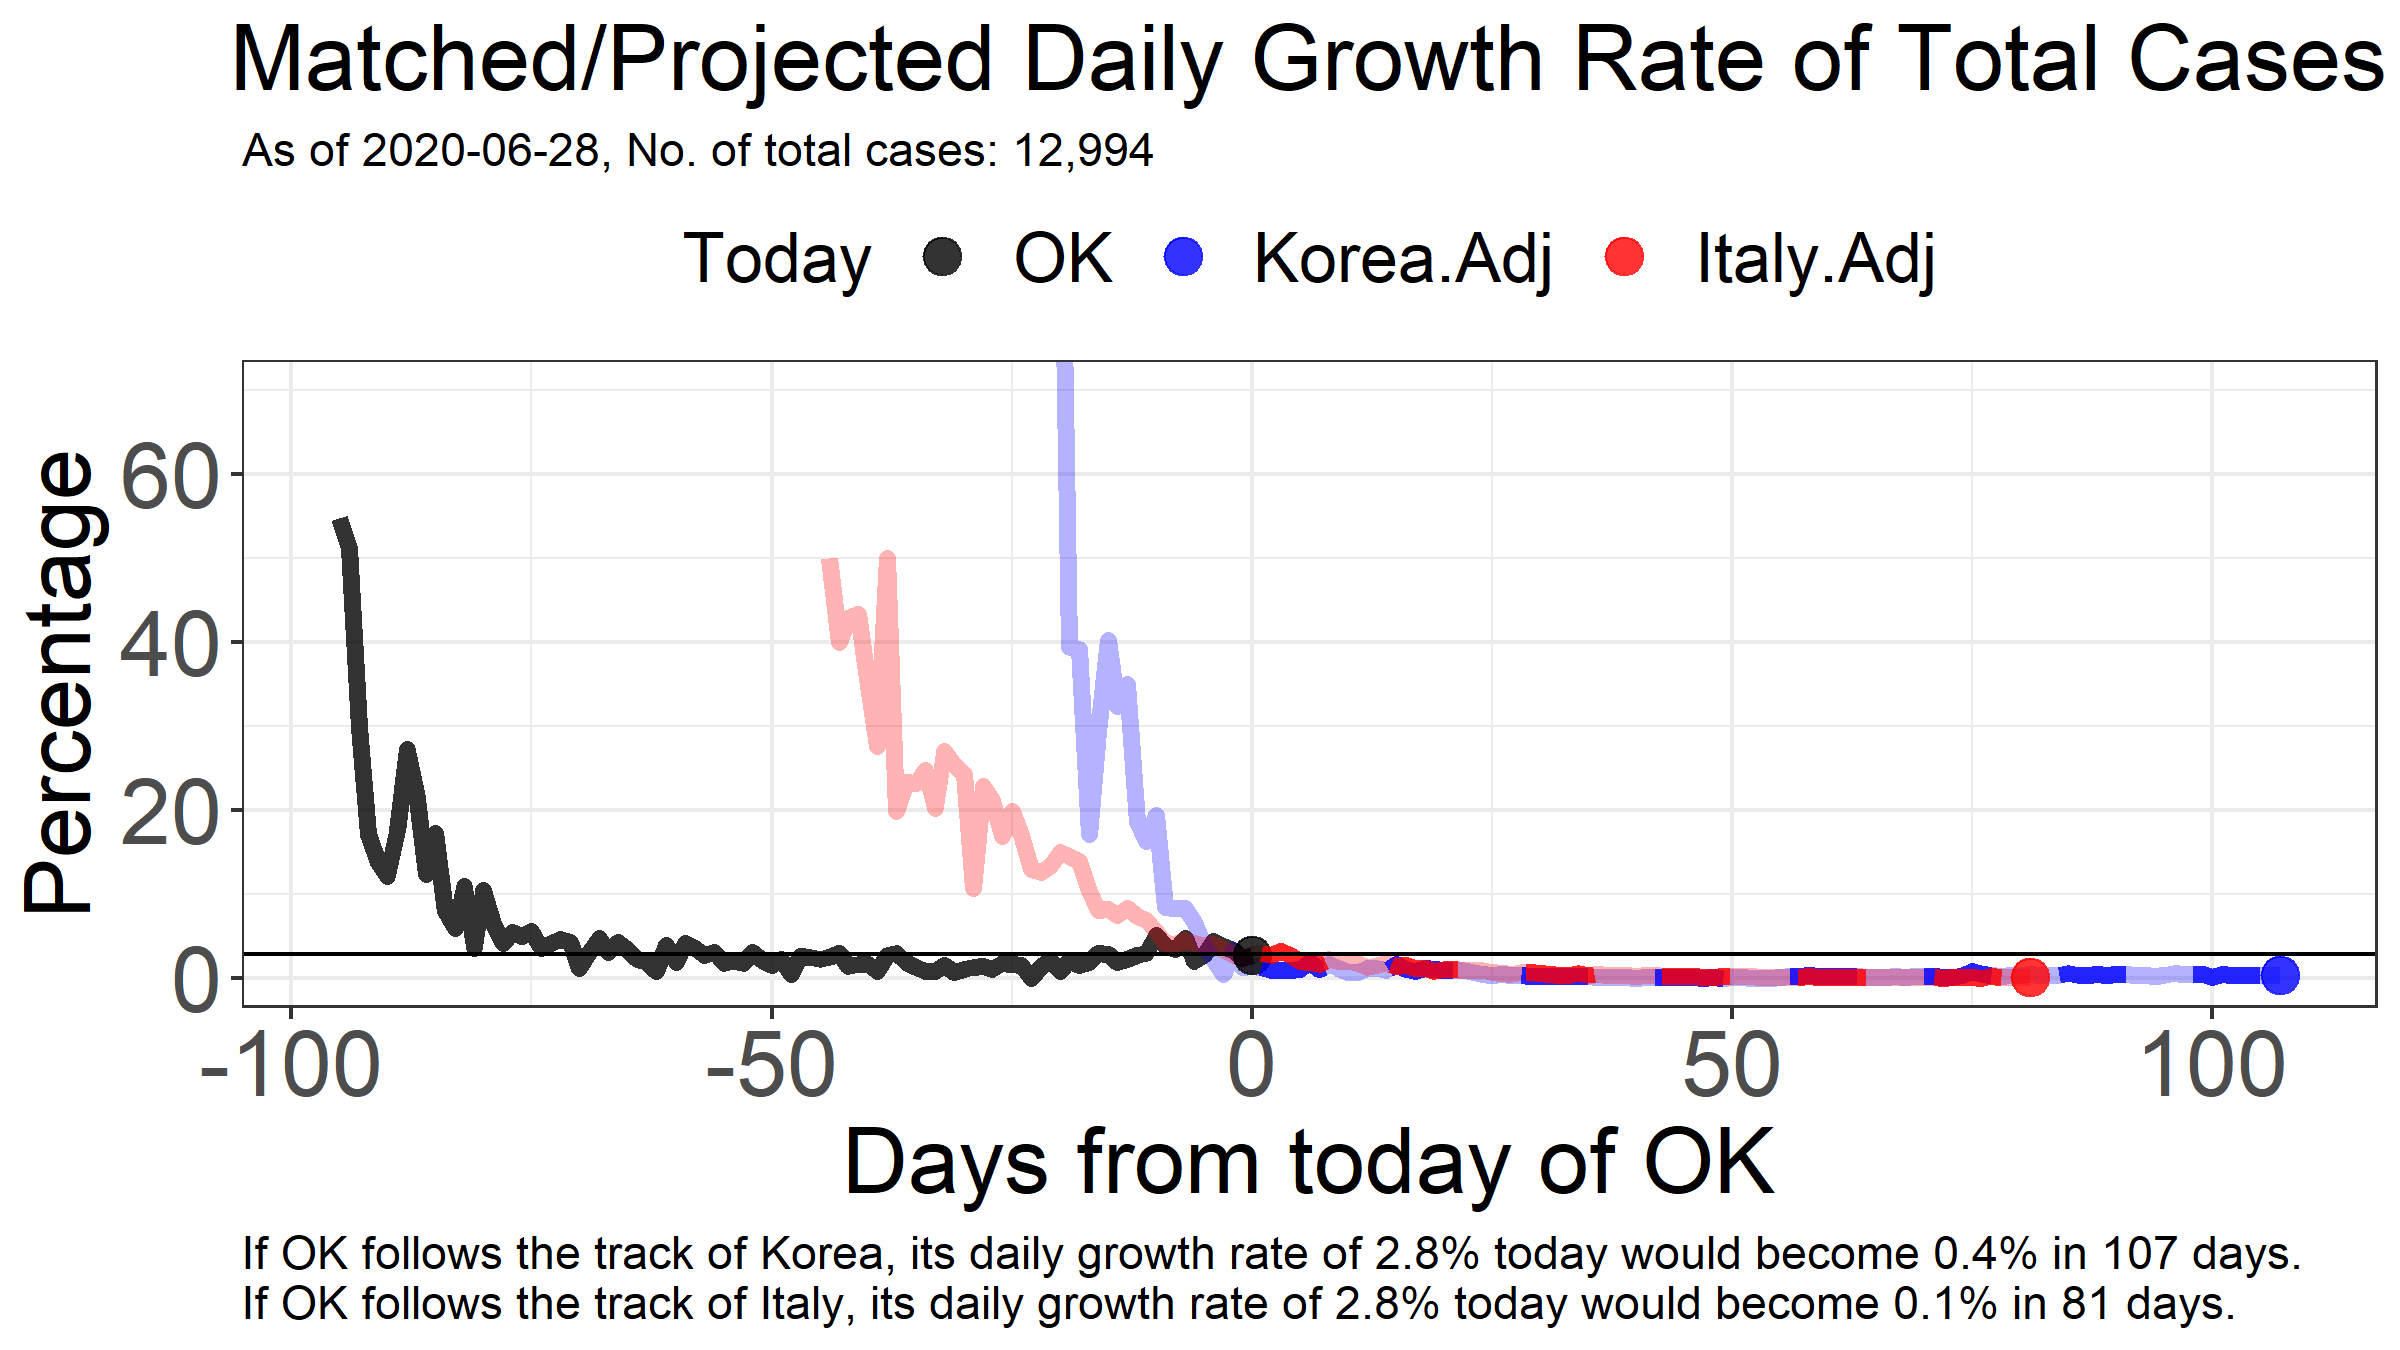 Matched/Projected Daily Growth Rate of Total Cases
As of 2020-06-28, No. of total cases: 12,994
Today OK Korea.Adj Italy.Adj
Percentage
60
40
20
0
-100 -50 0 50 100
Days from today of OK
If OK follows the track of Korea, its daily growth rate of 2.8% today would become 0.4% in 107 days.
If OK follows the track of Italy, its daily growth rate of 2.8% today would become 0.1% in 81 days.